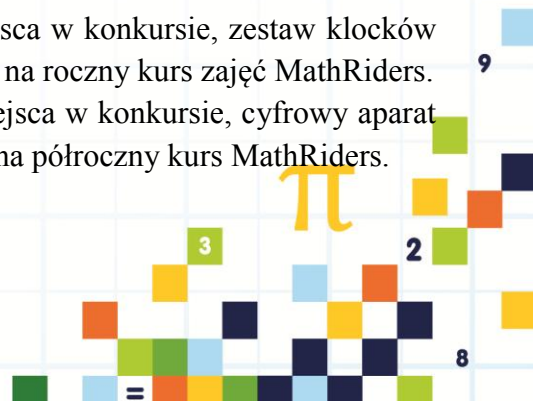 sca w konkursie, zestaw klocków
9
na roczny kurs zajęć MathRiders.
ejsca w konkursie, cyfrowy aparat
na półroczny kurs MathRiders.
π
3
2
8
=